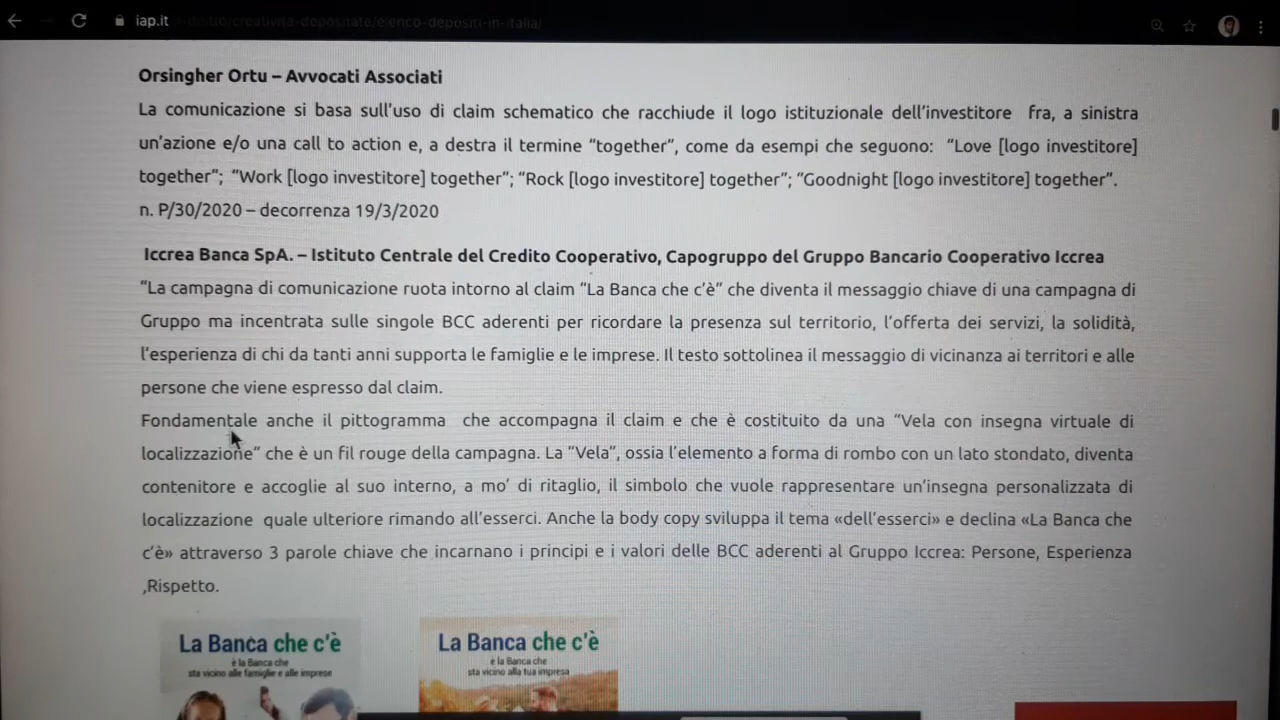 iap.it/diritto/creativita-depositate/elenco-depositi-in-italia/
Orsingher Ortu – Avvocati Associati
La comunicazione si basa sull'uso di claim schematico che racchiude il logo istituzionale dell'investitore fra, a sinistra
un'azione e/o una call to action e, a destra il termine "together", come da esempi che seguono: "Love [logo investitore]
together"; "Work [logo investitore] together"; "Rock [logo investitore] together"; "Goodnight [logo investitore] together".
n. P/30/2020 – decorrenza 19/3/2020
Iccrea Banca SpA. – Istituto Centrale del Credito Cooperativo, Capogruppo del Gruppo Bancario Cooperativo Iccrea
"La campagna di comunicazione ruota intorno al claim "La Banca che c'è" che diventa il messaggio chiave di una campagna di
Gruppo ma incentrata sulle singole BCC aderenti per ricordare la presenza sul territorio, l'offerta dei servizi, la solidità,
l'esperienza di chi da tanti anni supporta le famiglie e le imprese. Il testo sottolinea il messaggio di vicinanza ai territori e alle
persone che viene espresso dal claim.
Fondamentale anche il pittogramma che accompagna il claim e che è costituito da una "Vela con insegna virtuale di
localizzazione" che è un fil rouge della campagna. La "Vela", ossia l'elemento a forma di rombo con un lato stondato, diventa
contenitore e accoglie al suo interno, a mo' di ritaglio, il simbolo che vuole rappresentare un'insegna personalizzata di
localizzazione quale ulteriore rimando all'esserci. Anche la body copy sviluppa il tema «dell'esserci» e declina «La Banca che
c'è» attraverso 3 parole chiave che incarnano i principi e i valori delle BCC aderenti al Gruppo Iccrea: Persone, Esperienza
,Rispetto.
La Banca che c'è
è la Banca che
sta vicino alle famiglie e alle imprese
La Banca che c'è
è la Banca che
sta vicino alla tua impresa